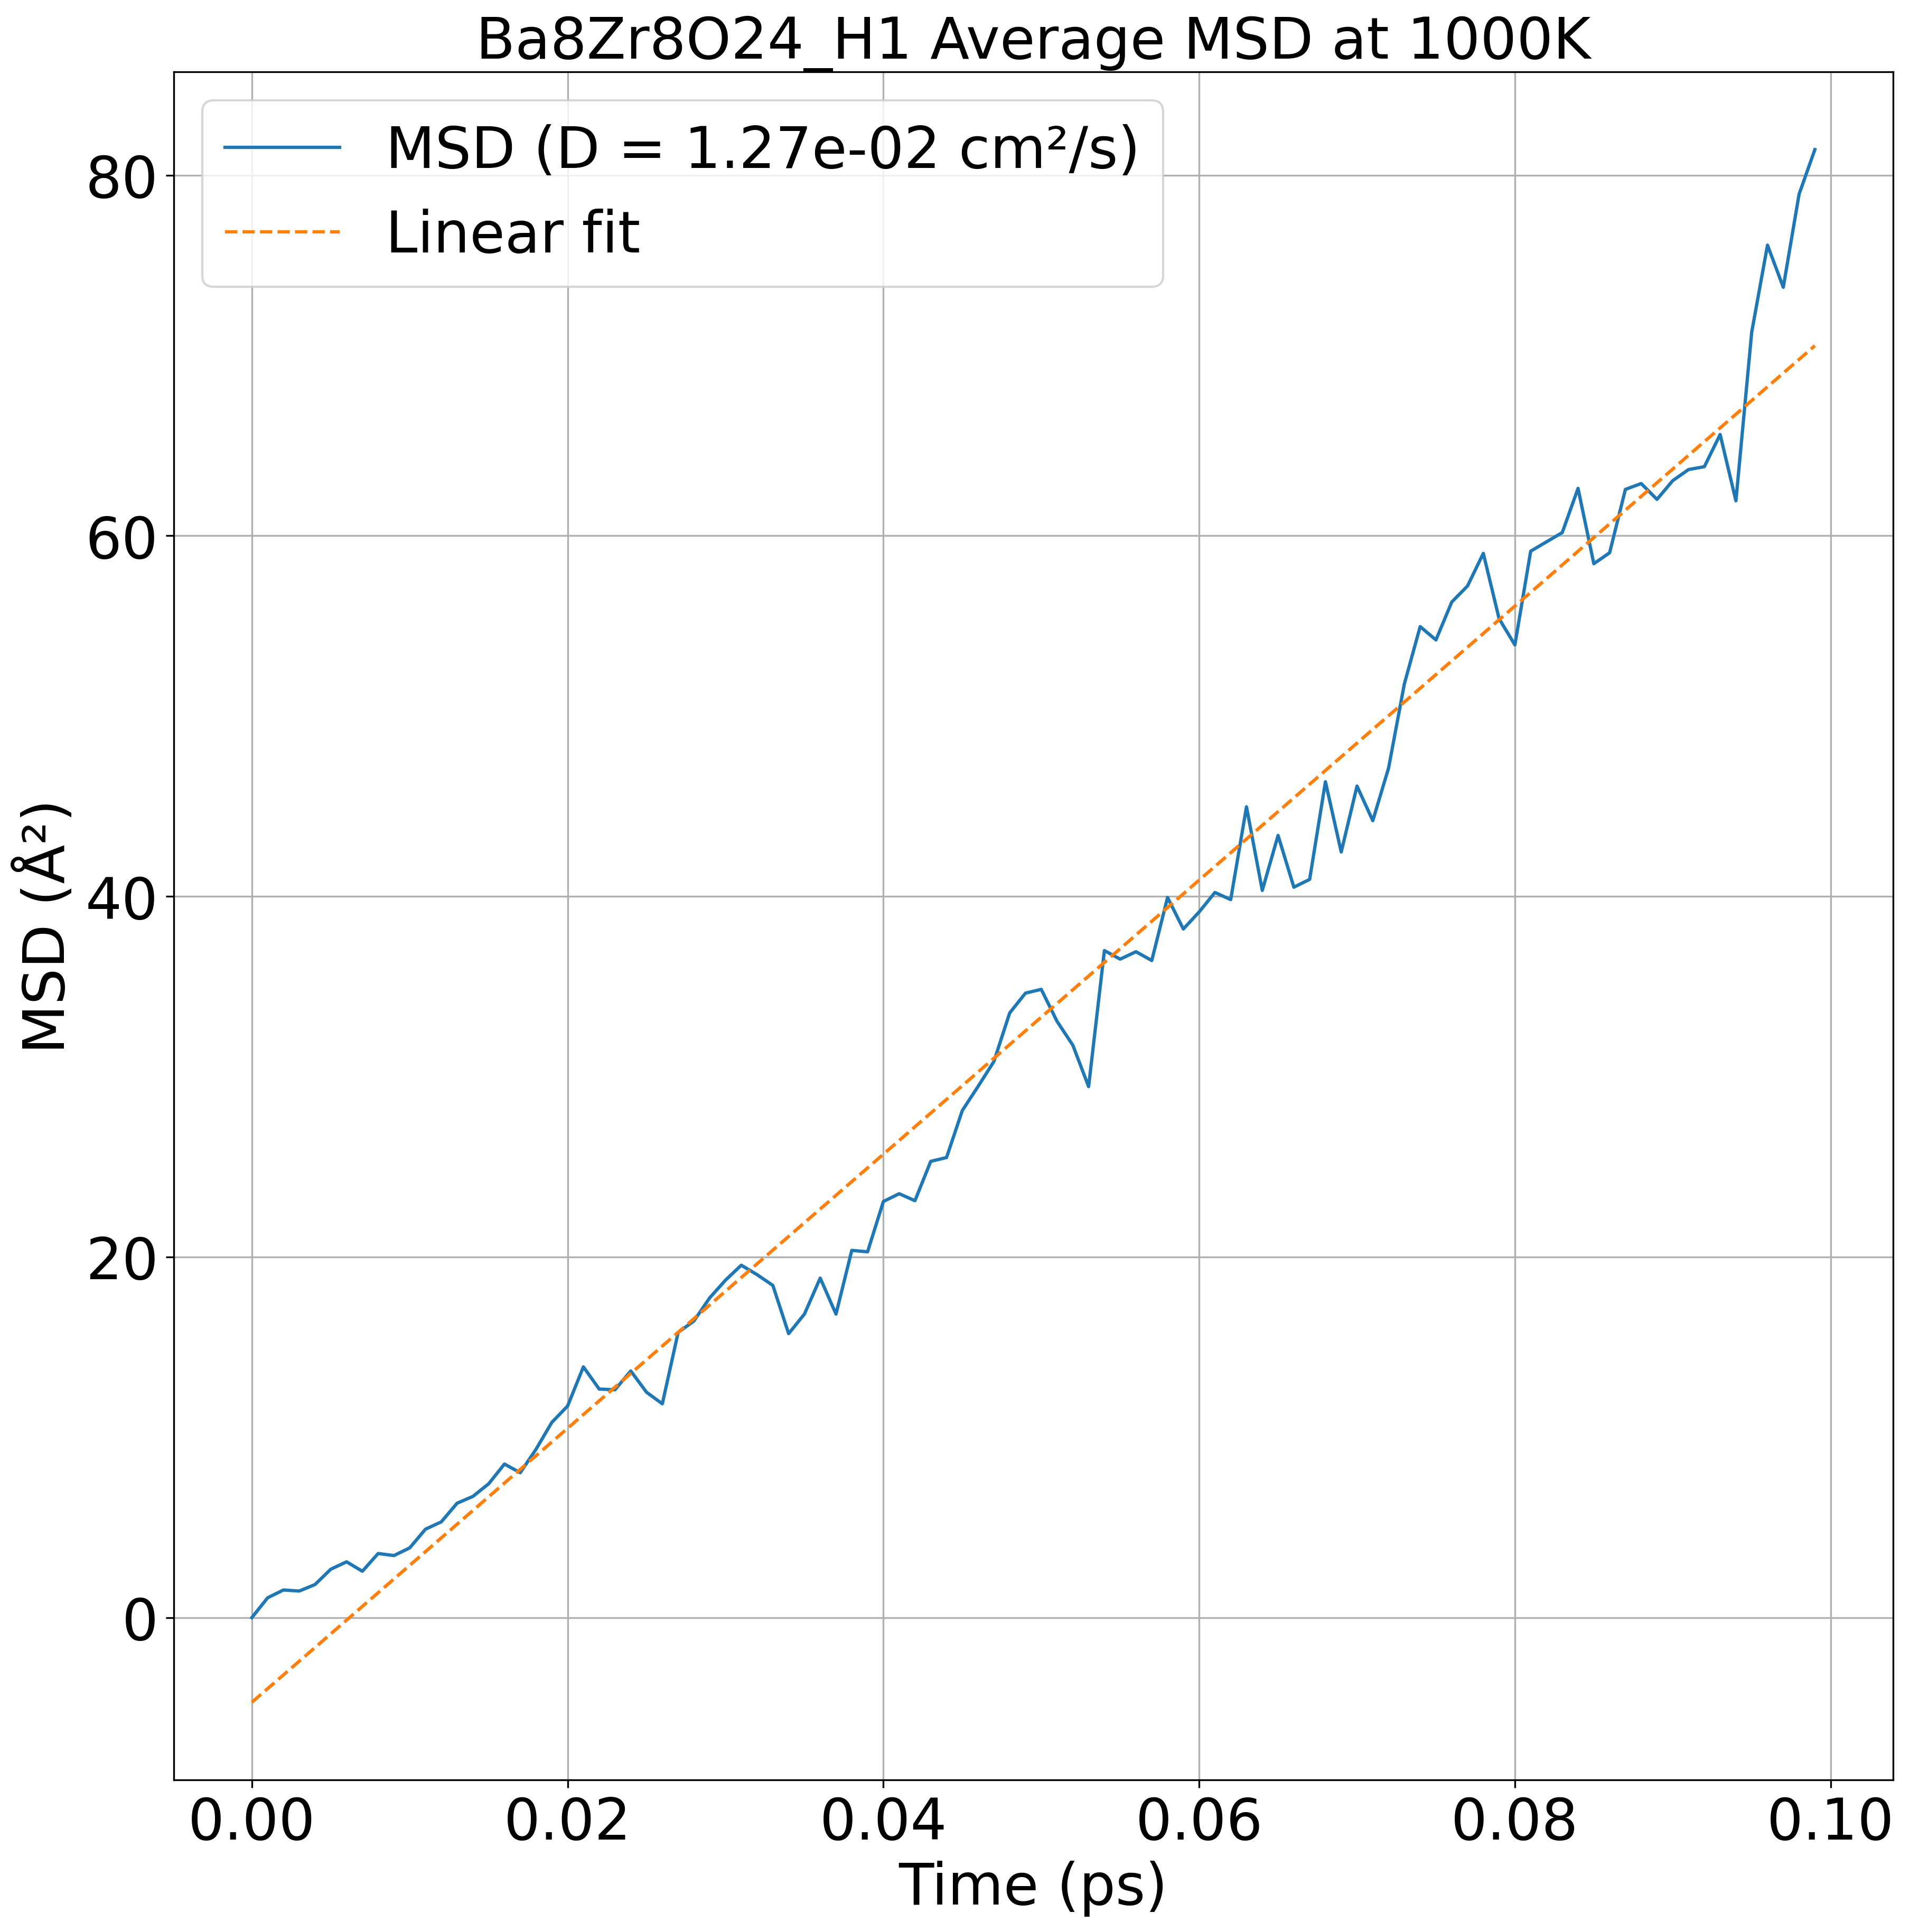 Ba8Zr8O24_H1 Average MSD at 1000K
MSD (D = 1.27e-02 cm²/s)
Linear fit
80
60
40
20
0
MSD (Å²)
0.00 0.02 0.04 0.06 0.08 0.10
Time (ps)